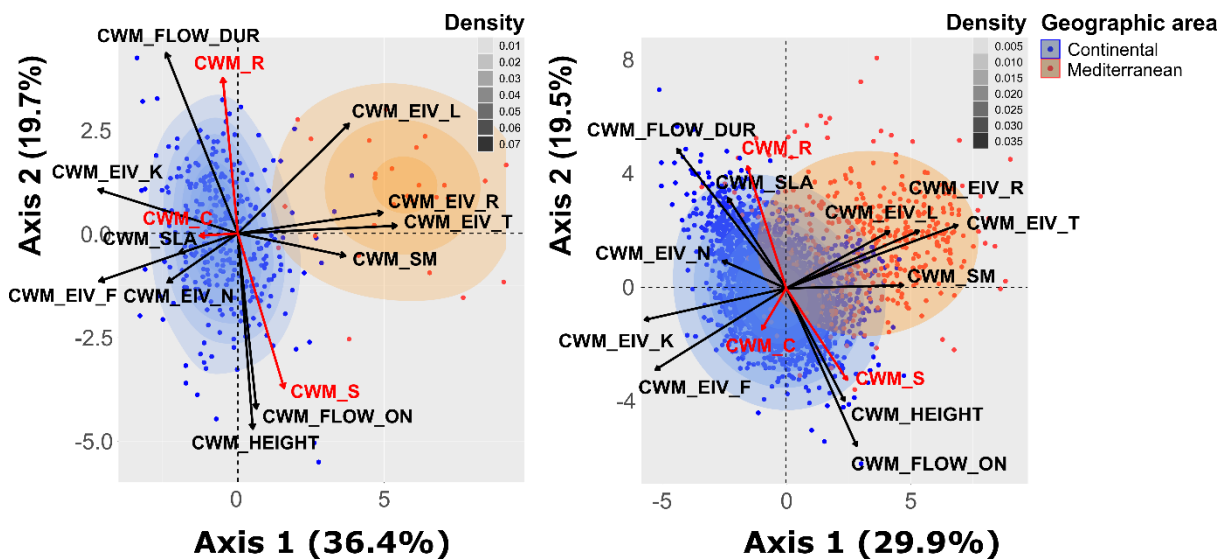 Density
0.01
0.02
0.03
0.04
0.05
0.06
0.07
CWM_FLOW_DUR
CWM_R
CWM_EIV_L
CWM_EIV_K
CWM_C
CWM_EIV_R
CWM_EIV_T
CWM_SLA
CWM_SM
CWM_EIV_F
CWM_EIV_N
CWM_S
CWM_FLOW_ON
CWM_HEIGHT
2.5
0.0
-2.5
-5.0
0
5
Axis 2 (19.7%)
Axis 1 (36.4%)
Density
0.005
0.010
0.015
0.020
0.025
0.030
0.035
CWM_FLOW_DUR
CWM_R
CWM_SLA
CWM_EIV_R
CWM_EIV_L
CWM_EIV_T
CWM_EIV_N
CWM_SM
CWM_EIV_K
CWM_C
CWM_EIV_F
CWM_S
CWM_HEIGHT
CWM_FLOW_ON
8
4
0
-4
-5
0
5
Axis 2 (19.5%)
Axis 1 (29.9%)
Geographic area
Continental
Mediterranean